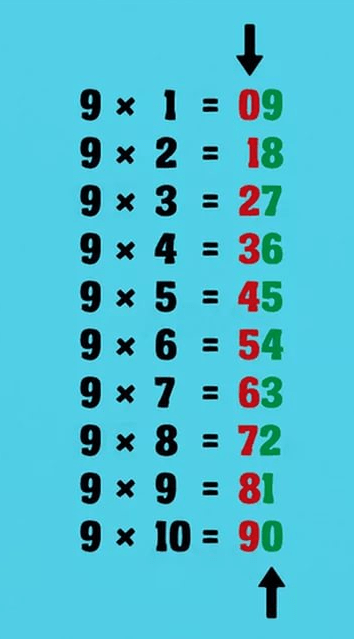 9 × 1 = 09
9 × 2 = 18
9 × 3 = 27
9 × 4 = 36
9 × 5 = 45
9 × 6 = 54
9 × 7 = 63
9 × 8 = 72
9 × 9 = 81
9 × 10 = 90